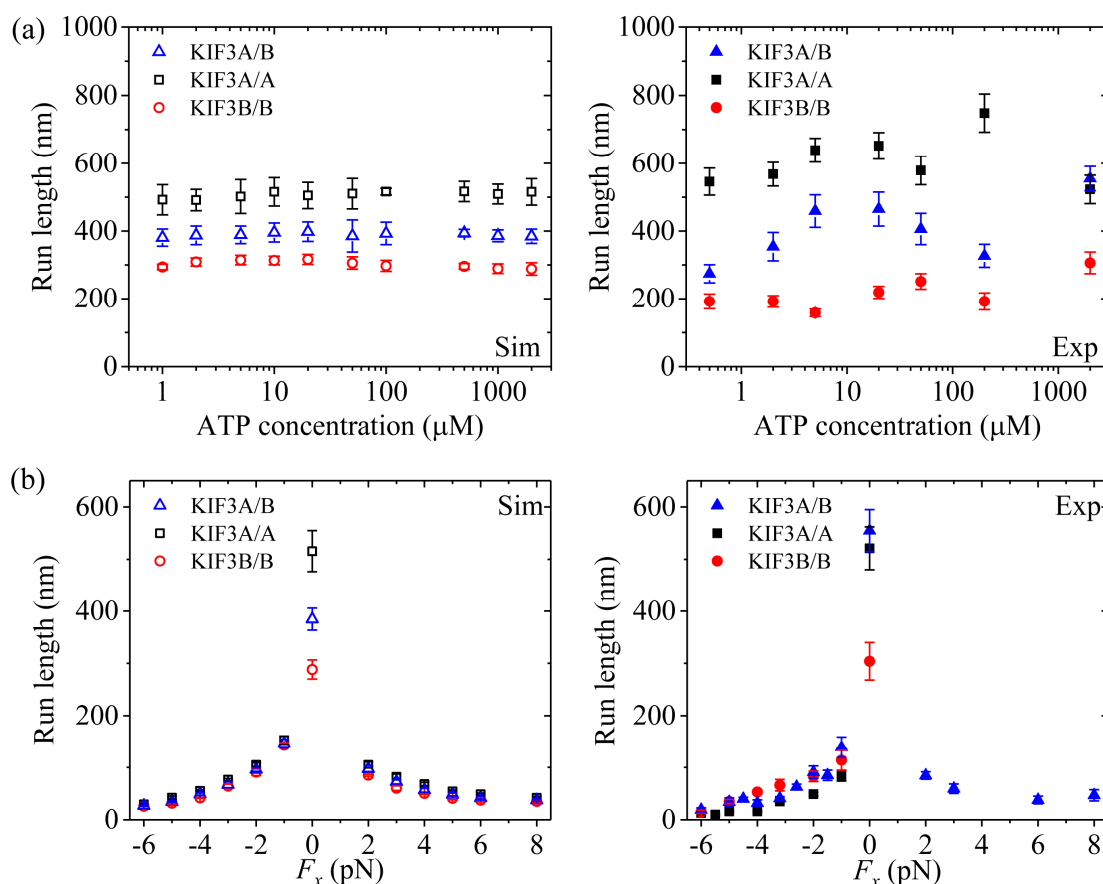 (a)
1000
800
600
400
200
0
Run length (nm)
KIF3A/B
KIF3A/A
KIF3B/B
Sim
1 10 100 1000
ATP concentration (μM)
1000
800
600
400
200
0
Run length (nm)
KIF3A/B
KIF3A/A
KIF3B/B
Exp
1 10 100 1000
ATP concentration (μM)
(b)
600
400
200
0
Run length (nm)
KIF3A/B
KIF3A/A
KIF3B/B
Sim
-6 -4 -2 0 2 4 6 8
Fx (pN)
600
400
200
0
Run length (nm)
KIF3A/B
KIF3A/A
KIF3B/B
Exp
-6 -4 -2 0 2 4 6 8
Fx (pN)